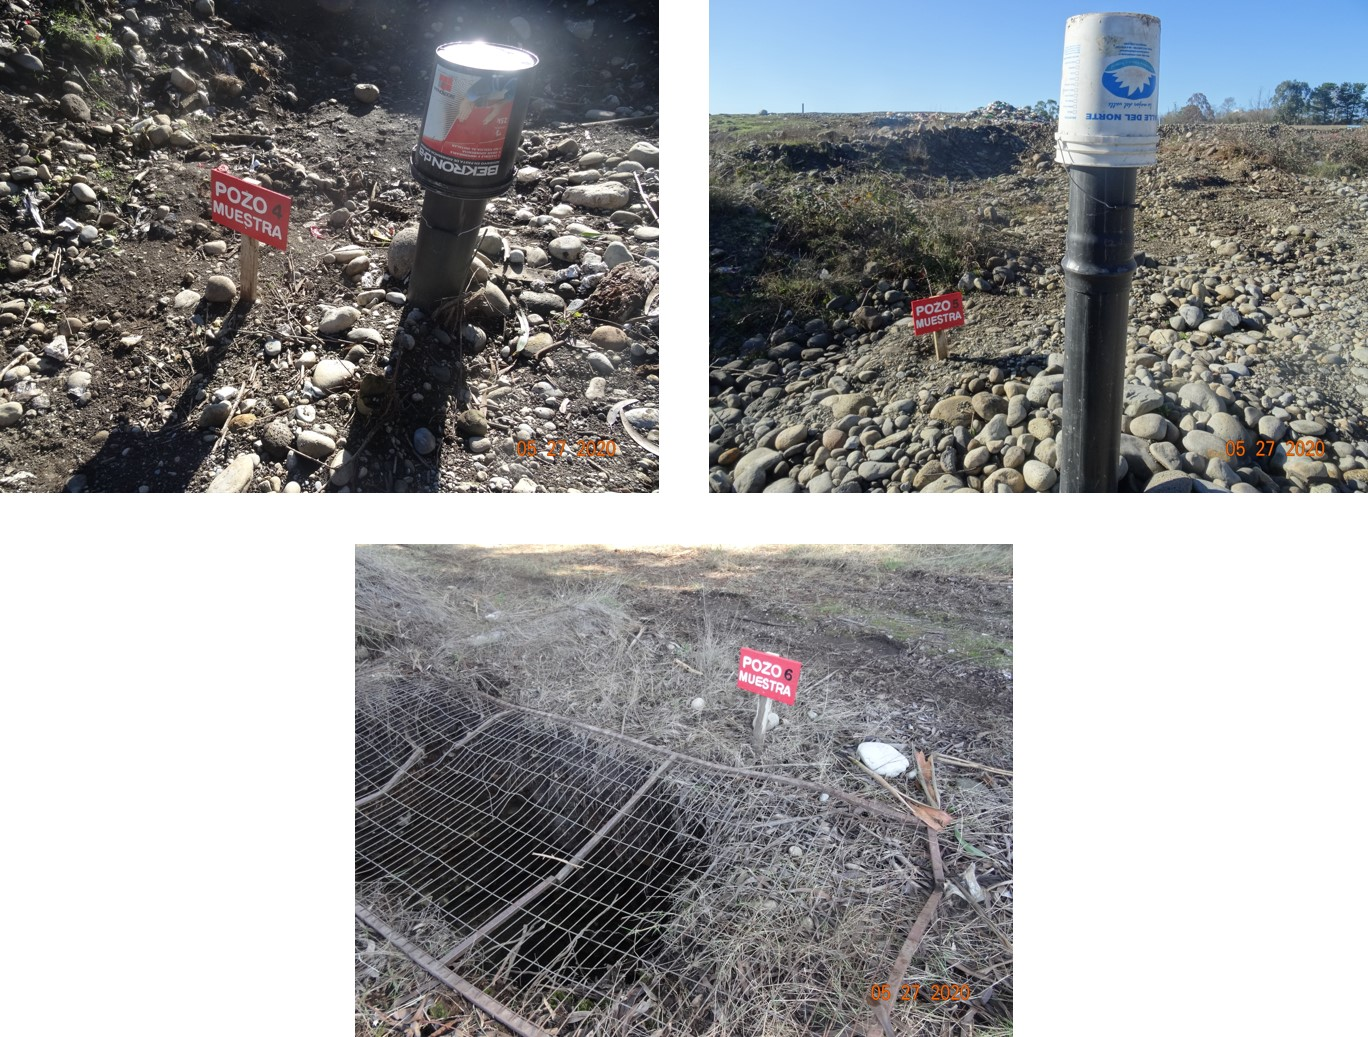 POZO 4
MUESTRA
BEKRON
05 27 2020
POZO 5
MUESTRA
LLE DEL NORTE
05 27 2020
POZO 6
MUESTRA
05 27 2020